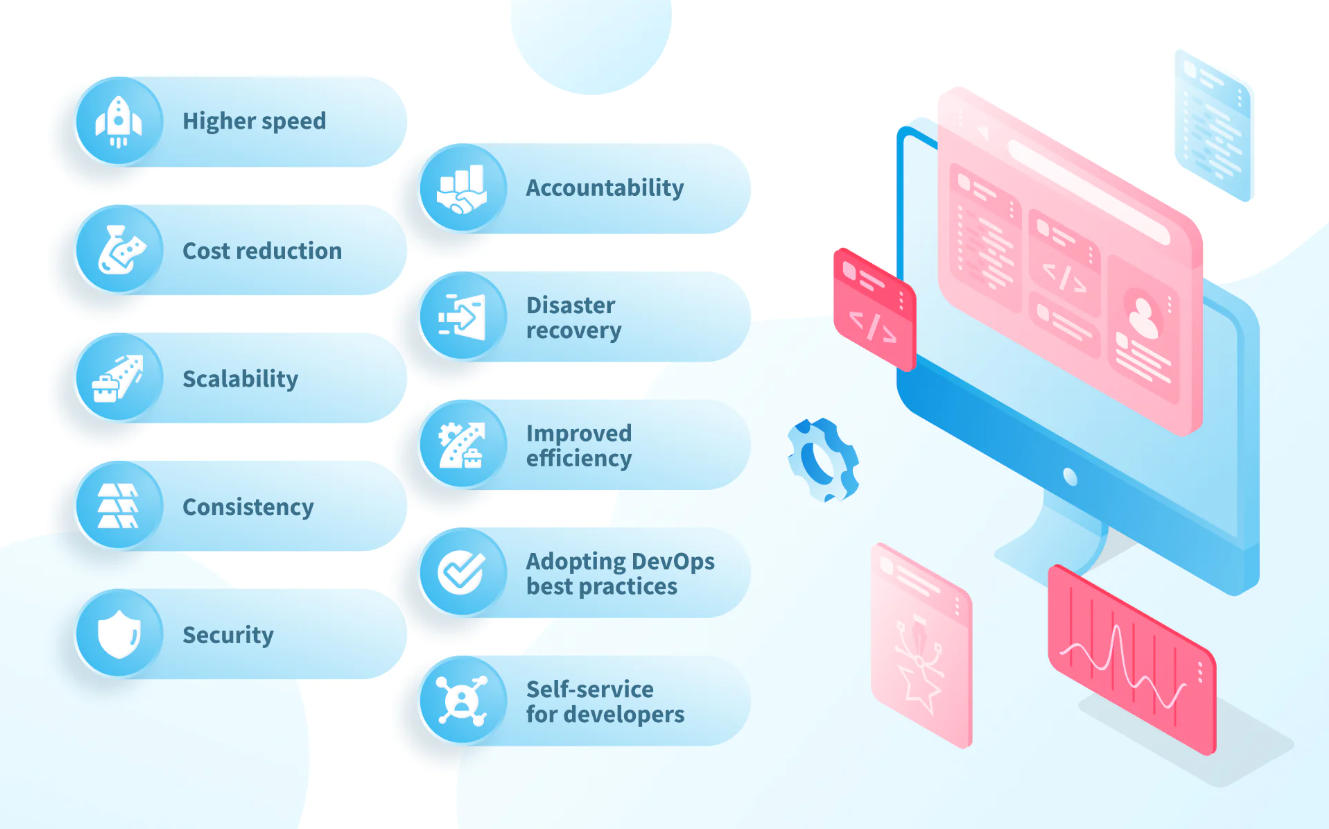 Higher speed
Cost reduction
Scalability
Consistency
Security
Accountability
Disaster
recovery
Improved
efficiency
Adopting DevOps
best practices
Self-service
for developers
</>
</>